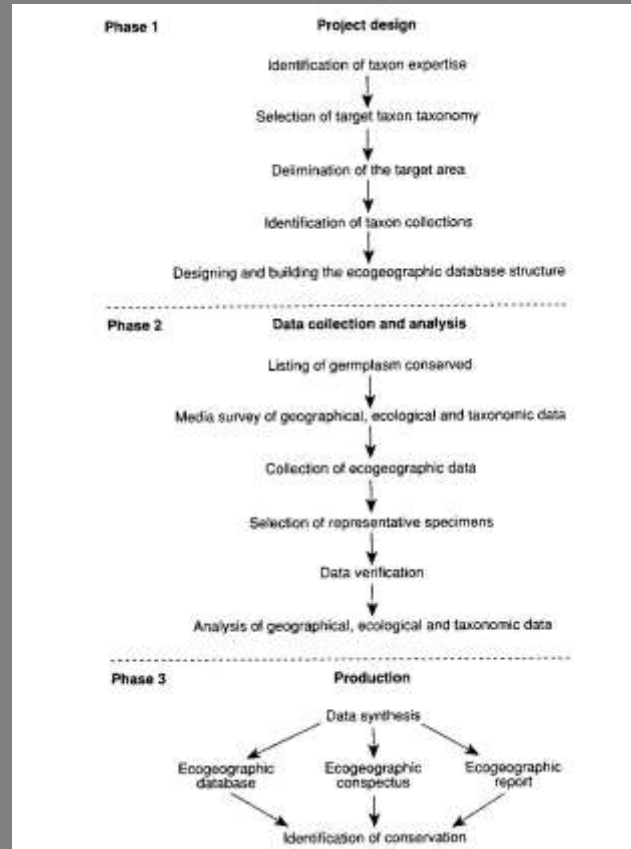 Phase 1 Project design
Identification of taxon expertise
Selection of target taxon taxonomy
Delimination of the target area
Identification of taxon collections
Designing and building the ecogeographic database structure
Phase 2 Data collection and analysis
Listing of germplasm conserved
Media survey of geographical, ecological and taxonomic data
Collection of ecogeographic data
Selection of representative specimens
Data verification
Analysis of geographical, ecological and taxonomic data
Phase 3 Production
Data synthesis
Ecogeographic Ecogeographic Ecogeographic
database conspectus report
Identification of conservation